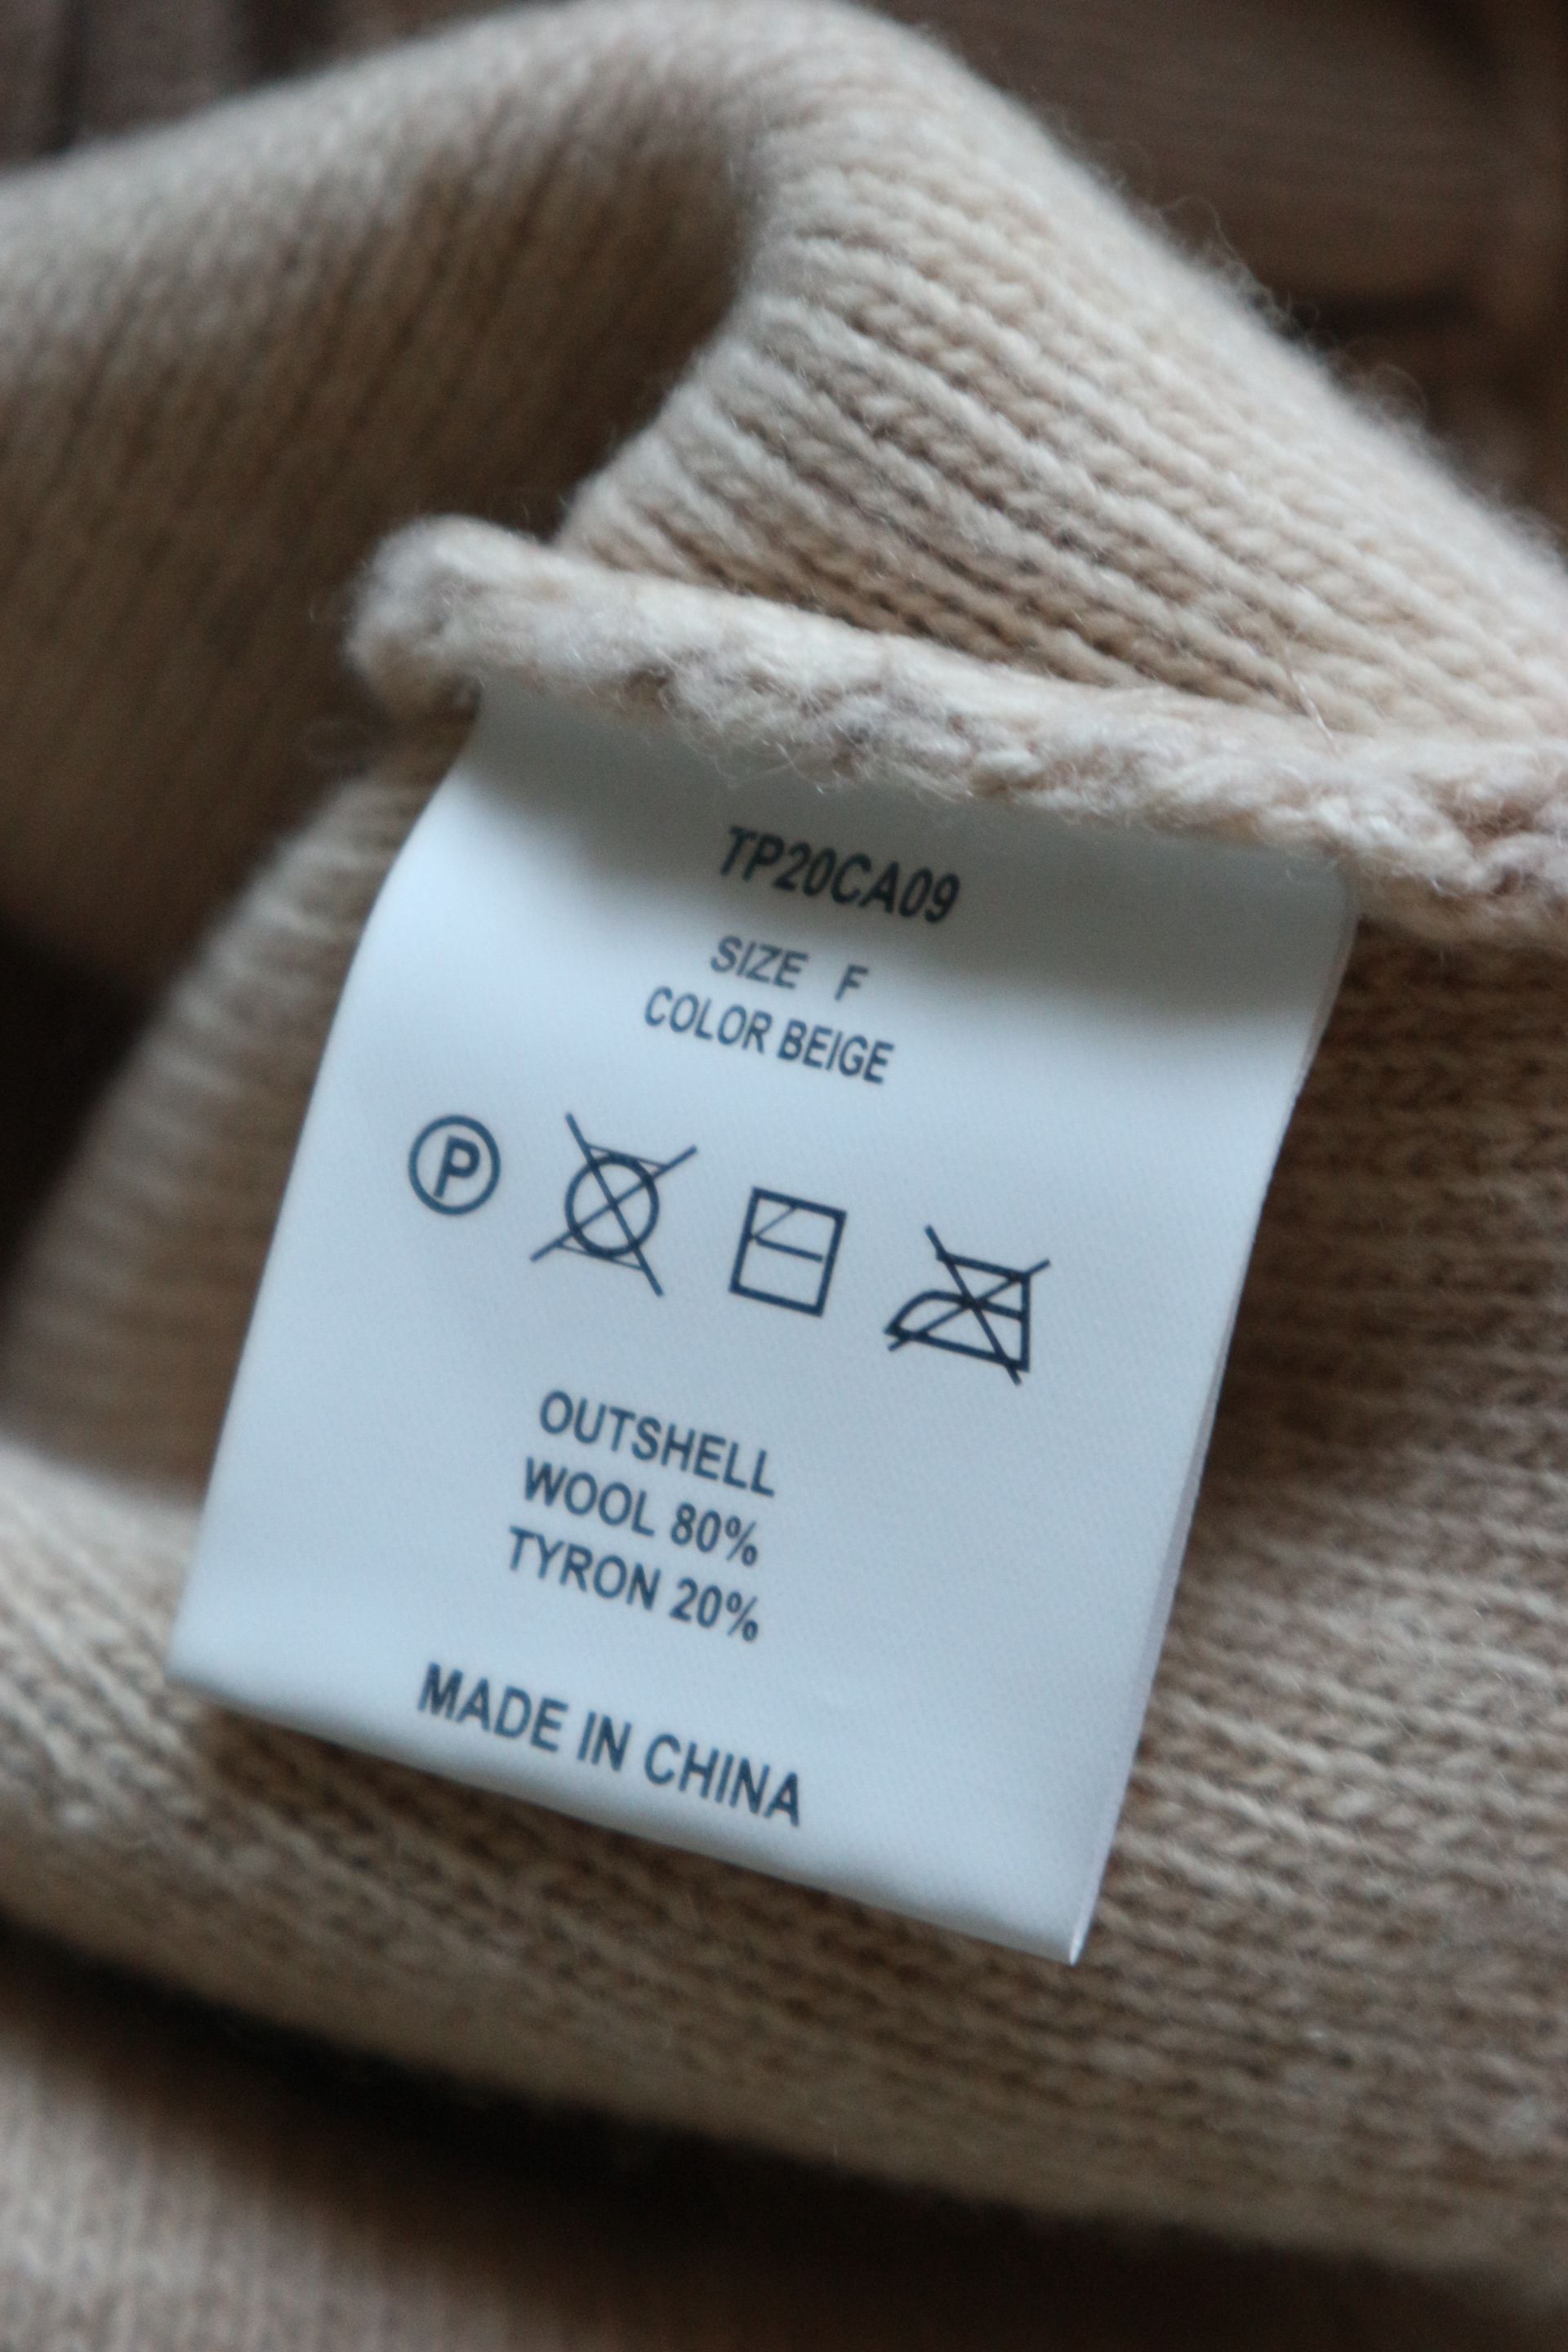 TP20CA09
SIZE F
COLOR BEIGE
P
OUTSHELL
WOOL 80%
TYRON 20%
MADE IN CHINA